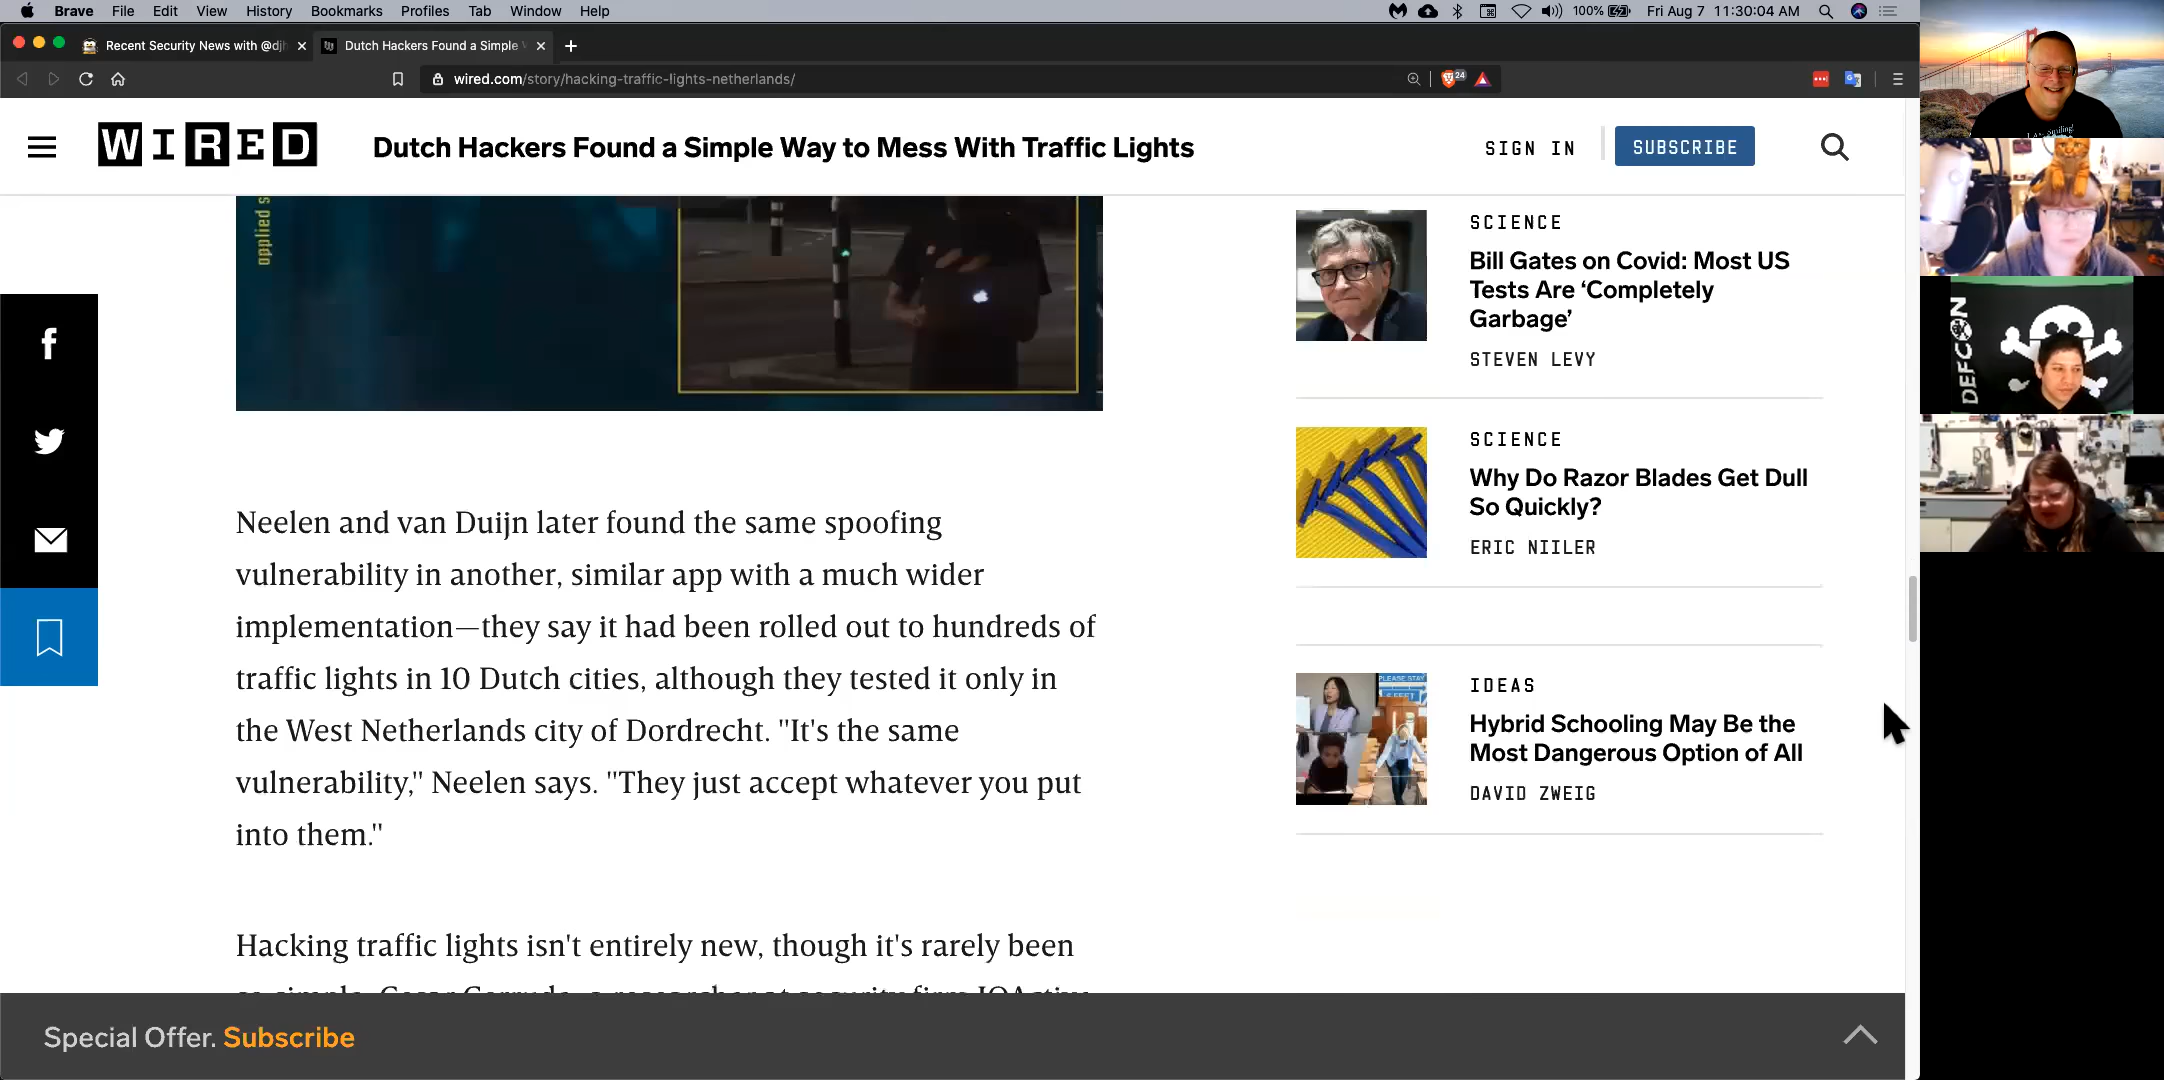 Brave File Edit View History Bookmarks Profiles Tab Window Help 100% Fri Aug 7 11:30:04 AM
Recent Security News with @djh
Dutch Hackers Found a Simple
wired.com/story/hacking-traffic-lights-netherlands/
24
WIRED
Dutch Hackers Found a Simple Way to Mess With Traffic Lights
SIGN IN
SUBSCRIBE
applied s
Neelen and van Duijn later found the same spoofing
vulnerability in another, similar app with a much wider
implementation—they say it had been rolled out to hundreds of
traffic lights in 10 Dutch cities, although they tested it only in
the West Netherlands city of Dordrecht. "It's the same
vulnerability," Neelen says. "They just accept whatever you put
into them."
Hacking traffic lights isn't entirely new, though it's rarely been
SCIENCE
Bill Gates on Covid: Most US
Tests Are ‘Completely
Garbage’
STEVEN LEVY
SCIENCE
Why Do Razor Blades Get Dull
So Quickly?
ERIC NIILER
PLEASE STAY
6 FEET
IDEAS
Hybrid Schooling May Be the
Most Dangerous Option of All
DAVID ZWEIG
Special Offer. Subscribe
smiling!
DEFCON